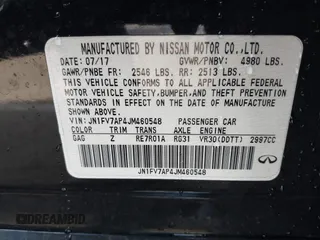 MANUFACTURED BY NISSAN MOTOR CO.,LTD.
DATE: 07/17 GVWR/PNBV: 4980 LBS.
GAWR/PNBE FR: 2546 LBS. RR: 2513 LBS.
THIS VEHICLE CONFORMS TO ALL APPLICABLE
FEDERAL MOTOR VEHICLE SAFETY, BUMPER,
AND THEFT PREVENTION STANDARDS
IN EFFECT ON THE DATE OF MANUFACTURE
SHOWN ABOVE.
VIN: JN1FV7AP4JM460548 PASSENGER CAR
COLOR TRIM TRANS AXLE ENGINE
GAG Z RE7R01A RG31 VR30(DDTT) 2997CC
INFINITI
JN1FV7AP4JM460548
DREAMBID